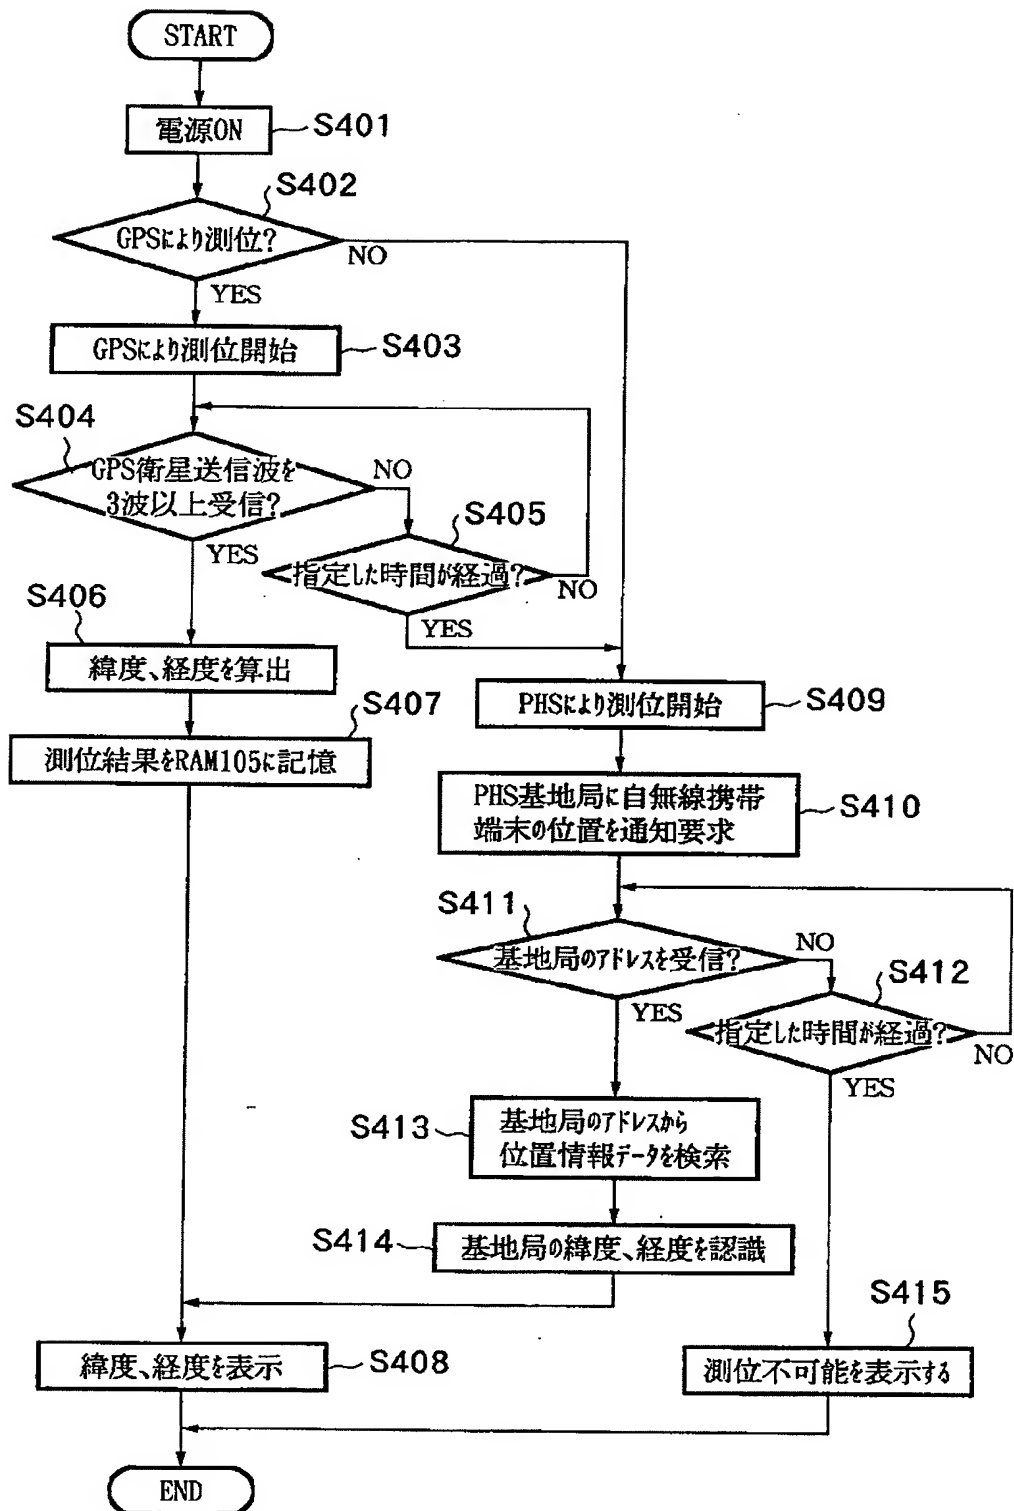 START
電源ON
S401
S402
GPSにより測位?
NO
YES
GPSにより測位開始
S403
S404
GPS衛星送信波を
3波以上受信?
NO
YES
S405
指定した時間が経過?
NO
YES
S406
緯度、経度を算出
S407
測位結果をRAM105に記憶
PHSにより測位開始
S409
PHS基地局に自無線携帯
端末の位置を通知要求
S410
S411
基地局のアドレスを受信?
NO
YES
S412
指定した時間が経過?
NO
YES
S413
基地局のアドレスから
位置情報データを検索
S414
基地局の緯度、経度を認識
緯度、経度を表示
S408
S415
測位不可能を表示する
END